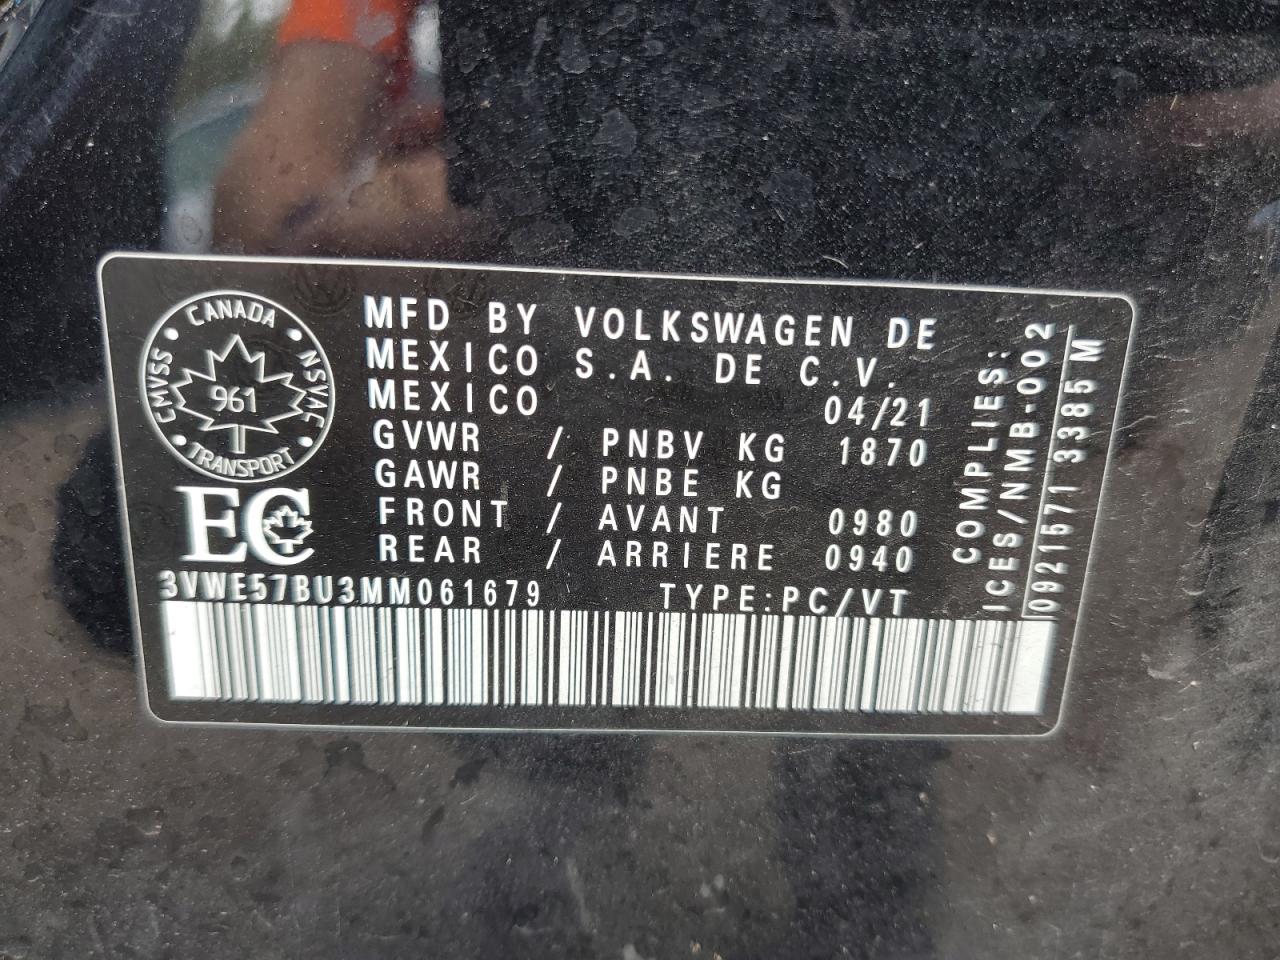 CANADA
CMVSS • NSVAC
961
TRANSPORT
EC
MFD BY VOLKSWAGEN DE
MEXICO S.A. DE C.V.
MEXICO 04/21
GVWR / PNBV KG 1870
GAWR / PNBE KG
FRONT / AVANT 0980
REAR / ARRIERE 0940
3VWE57BU3MM061679 TYPE:PC/VT
COMPLIES:
ICES/NMB-002
0921571 3385 M